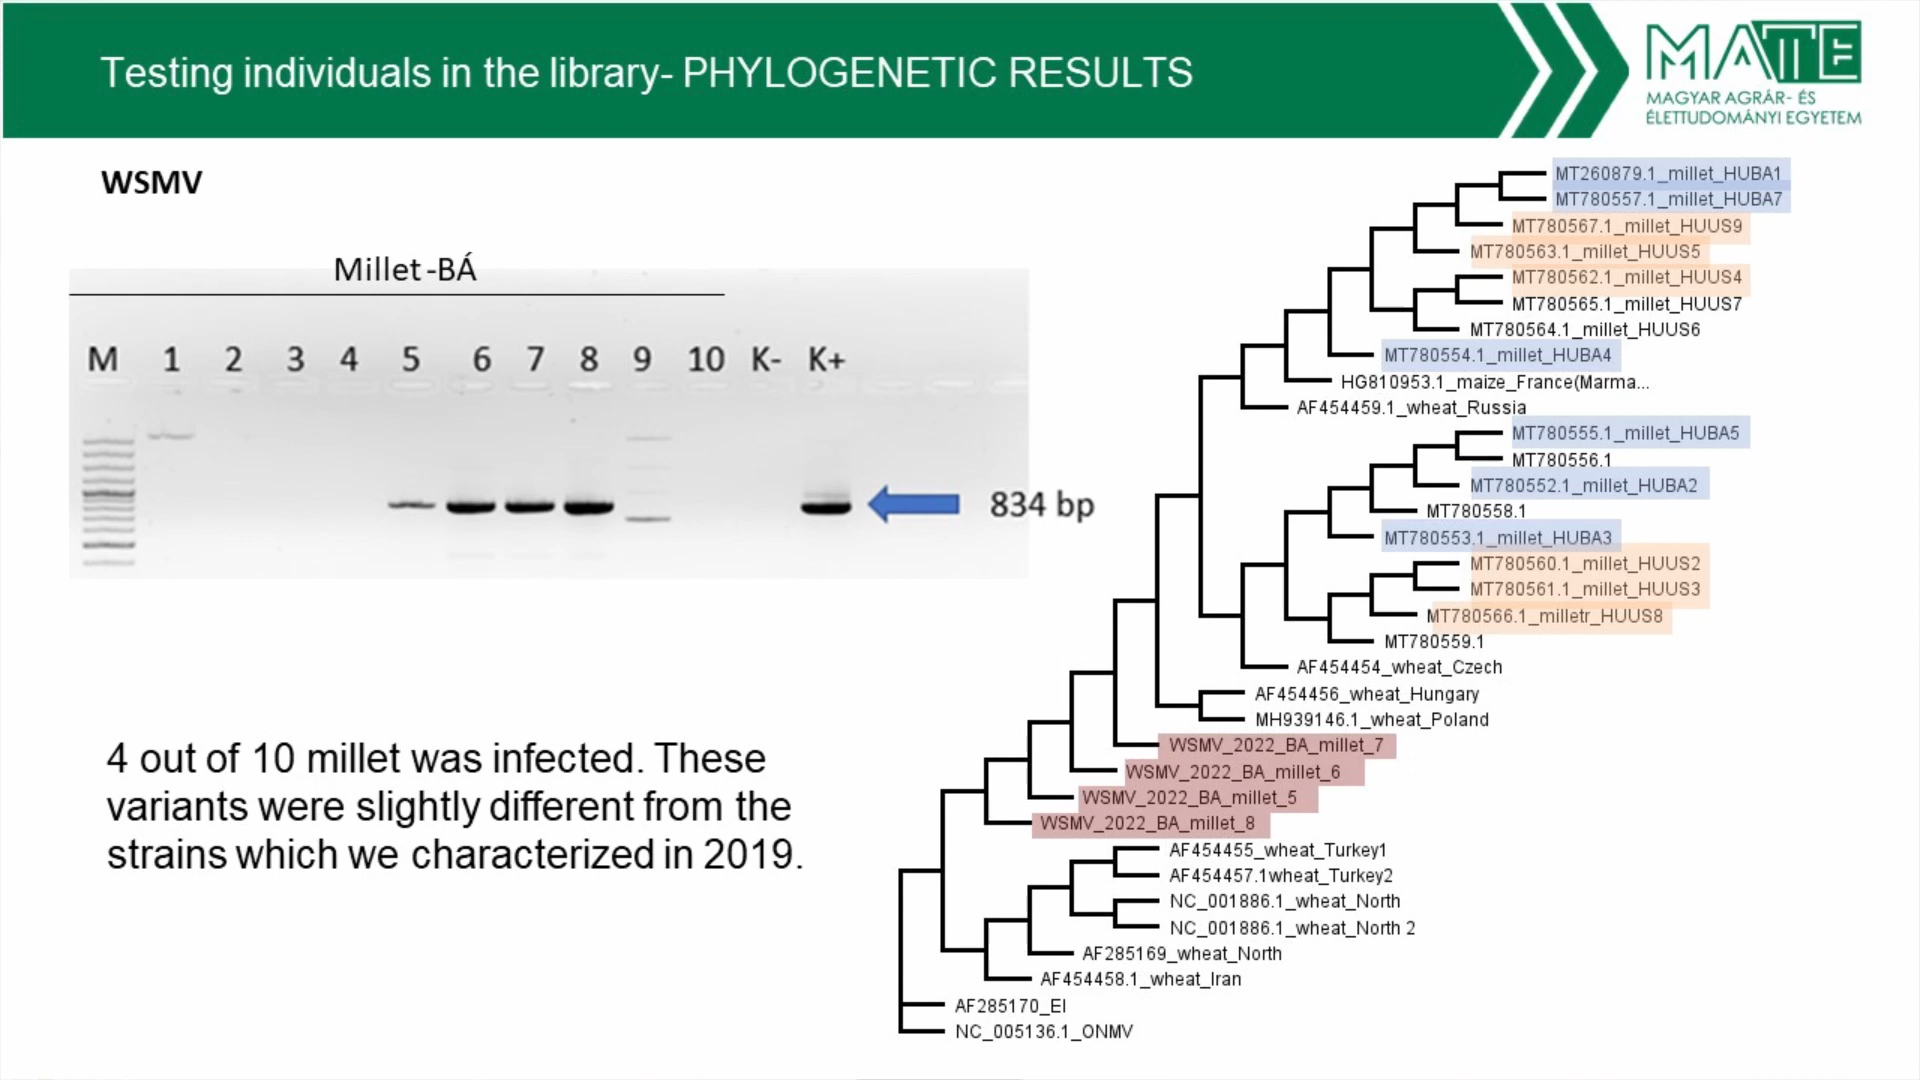 Testing individuals in the library- PHYLOGENETIC RESULTS
MATE
MAGYAR AGRÁR- ÉS
ÉLETTUDOMÁNYI EGYETEM
WSMV
Millet -BÁ
M 1 2 3 4 5 6 7 8 9 10 K- K+
834 bp
4 out of 10 millet was infected. These
variants were slightly different from the
strains which we characterized in 2019.
MT260879.1_millet_HUBA1
MT780557.1_millet_HUBA7
MT780567.1_millet_HUUS9
MT780563.1_millet_HUUS5
MT780562.1_millet_HUUS4
MT780565.1_millet_HUUS7
MT780564.1_millet_HUUS6
MT780554.1_millet_HUBA4
HG810953.1_maize_France(Marma...
AF454459.1_wheat_Russia
MT780555.1_millet_HUBA5
MT780556.1
MT780552.1_millet_HUBA2
MT780558.1
MT780553.1_millet_HUBA3
MT780560.1_millet_HUUS2
MT780561.1_millet_HUUS3
MT780566.1_milletr_HUUS8
MT780559.1
AF454454_wheat_Czech
AF454456_wheat_Hungary
MH939146.1_wheat_Poland
WSMV_2022_BA_millet_7
WSMV_2022_BA_millet_6
WSMV_2022_BA_millet_5
WSMV_2022_BA_millet_8
AF454455_wheat_Turkey1
AF454457.1wheat_Turkey2
NC_001886.1_wheat_North
NC_001886.1_wheat_North 2
AF285169_wheat_North
AF454458.1_wheat_Iran
AF285170_EI
NC_005136.1_ONMV